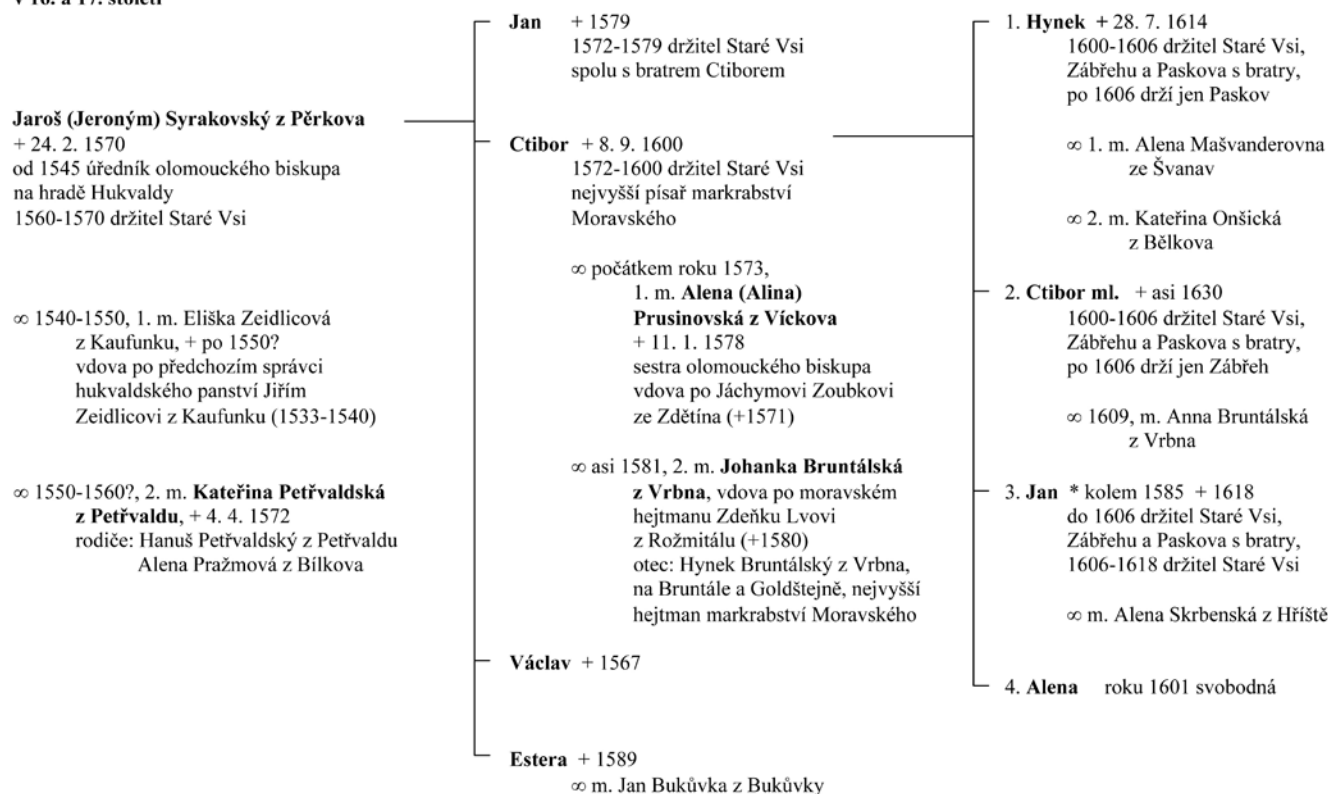 v 16. a 17. století
Jaroš (Jeroným) Syrakovský z Pěrkova
+ 24. 2. 1570
od 1545 úředník olomouckého biskupa
na hradě Hukvaldy
1560-1570 držitel Staré Vsi
∞ 1540-1550, 1. m. Eliška Zeidlicová
z Kaufunku, + po 1550?
vdova po předchozím správci
hukvaldského panství Jiřím
Zeidlicovi z Kaufunku (1533-1540)
∞ 1550-1560?, 2. m. Kateřina Petřvaldská
z Petřvaldu, + 4. 4. 1572
rodiče: Hanuš Petřvaldský z Petřvaldu
Alena Pražmová z Bílkova
Jan + 1579
1572-1579 držitel Staré Vsi
spolu s bratrem Ctiborem
Ctibor + 8. 9. 1600
1572-1600 držitel Staré Vsi
nejvyšší písař markrabství
Moravského
∞ počátkem roku 1573,
1. m. Alena (Alina)
Prusinovská z Víckova
+ 11. 1. 1578
sestra olomouckého biskupa
vdova po Jáchymovi Zoubkovi
ze Zdětína (+1571)
∞ asi 1581, 2. m. Johanka Bruntálská
z Vrbna, vdova po moravském
hejtmanu Zdeňku Lvovi
z Rožmitálu (+1580)
otec: Hynek Bruntálský z Vrbna,
na Bruntále a Goldštejně, nejvyšší
hejtman markrabství Moravského
Václav + 1567
Estera + 1589
∞ m. Jan Bukůvka z Bukůvky
1. Hynek + 28. 7. 1614
1600-1606 držitel Staré Vsi,
Zábřehu a Paskova s bratry,
po 1606 drží jen Paskov
∞ 1. m. Alena Mašvanderovna
ze Švanav
∞ 2. m. Kateřina Onšická
z Bělkova
2. Ctibor ml. + asi 1630
1600-1606 držitel Staré Vsi,
Zábřehu a Paskova s bratry,
po 1606 drží jen Zábřeh
∞ 1609, m. Anna Bruntálská
z Vrbna
3. Jan * kolem 1585 + 1618
do 1606 držitel Staré Vsi,
Zábřehu a Paskova s bratry,
1606-1618 držitel Staré Vsi
∞ m. Alena Skrbenská z Hříště
4. Alena roku 1601 svobodná